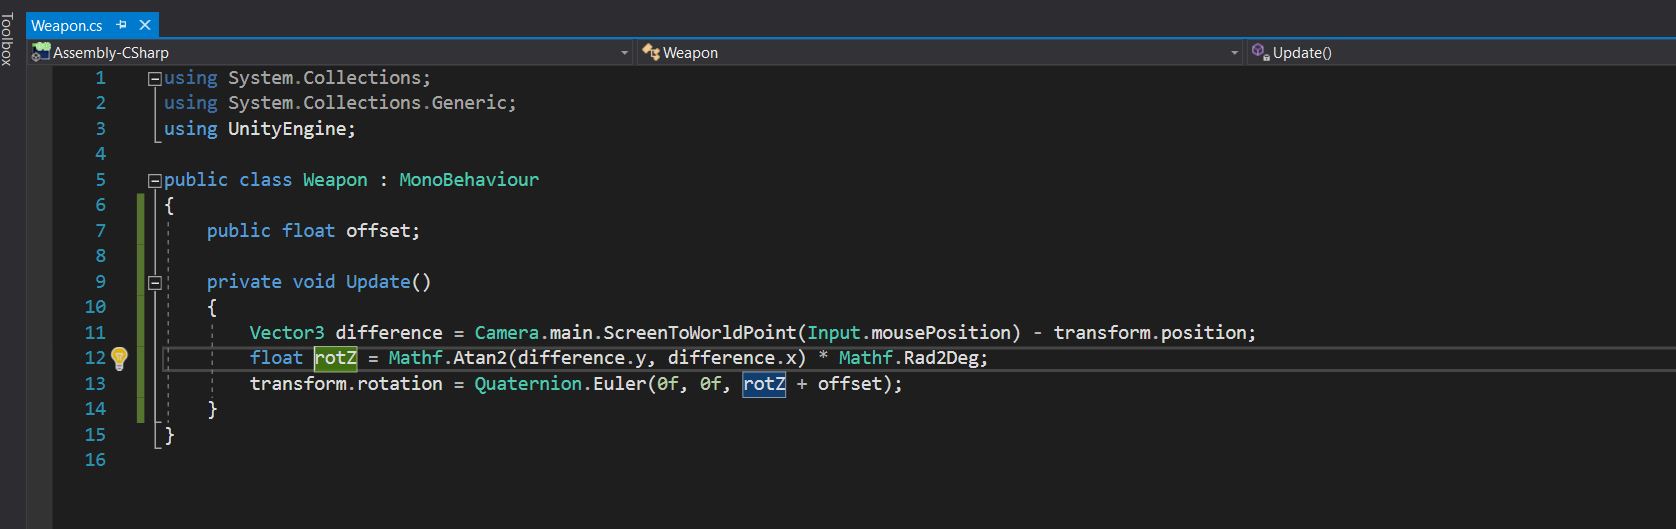 Toolbox
Weapon.cs
Assembly-CSharp Weapon Update()
1 using System.Collections;
2 using System.Collections.Generic;
3 using UnityEngine;
4
5 public class Weapon : MonoBehaviour
6 {
7 public float offset;
8
9 private void Update()
10 {
11 Vector3 difference = Camera.main.ScreenToWorldPoint(Input.mousePosition) - transform.position;
12 float rotZ = Mathf.Atan2(difference.y, difference.x) * Mathf.Rad2Deg;
13 transform.rotation = Quaternion.Euler(0f, 0f, rotZ + offset);
14 }
15 }
16